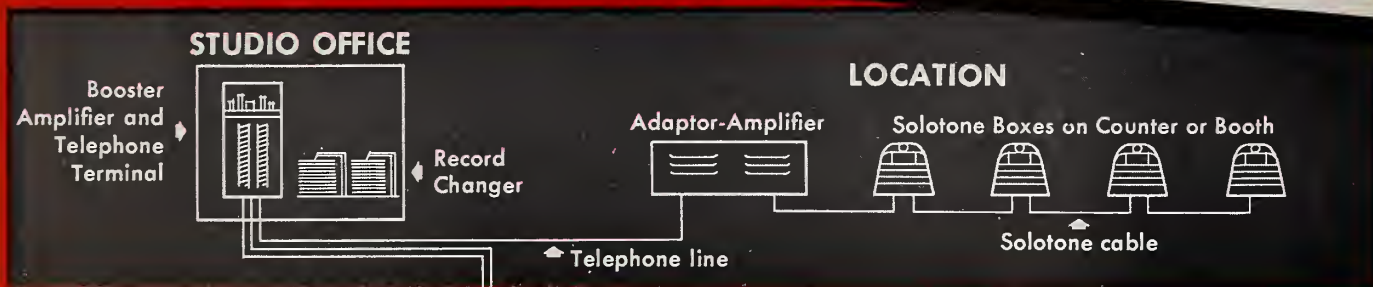 STUDIO OFFICE
Booster
Amplifier and
Telephone
Terminal
Record
Changer
LOCATION
Adaptor-Amplifier
Solotone Boxes on Counter or Booth
Solotone cable
Telephone line